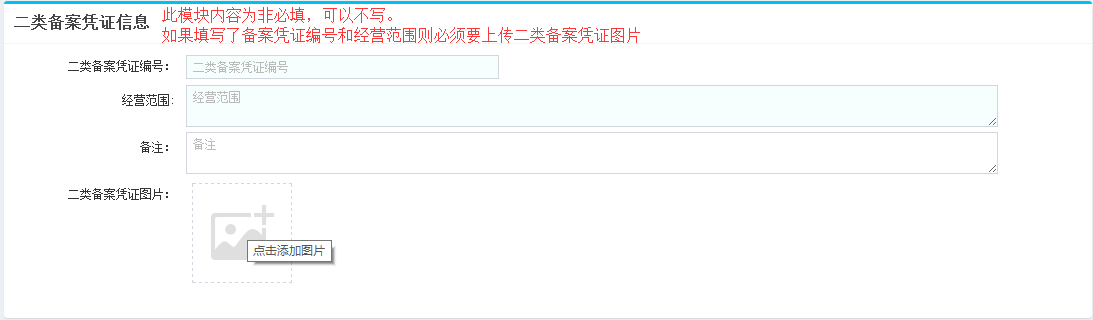 二类备案凭证信息
此模块内容为非必填，可以不写。
如果填写了备案凭证编号和经营范围则必须要上传二类备案凭证图片
二类备案凭证编号： 二类备案凭证编号
经营范围: 经营范围
备注： 备注
二类备案凭证图片：
点击添加图片